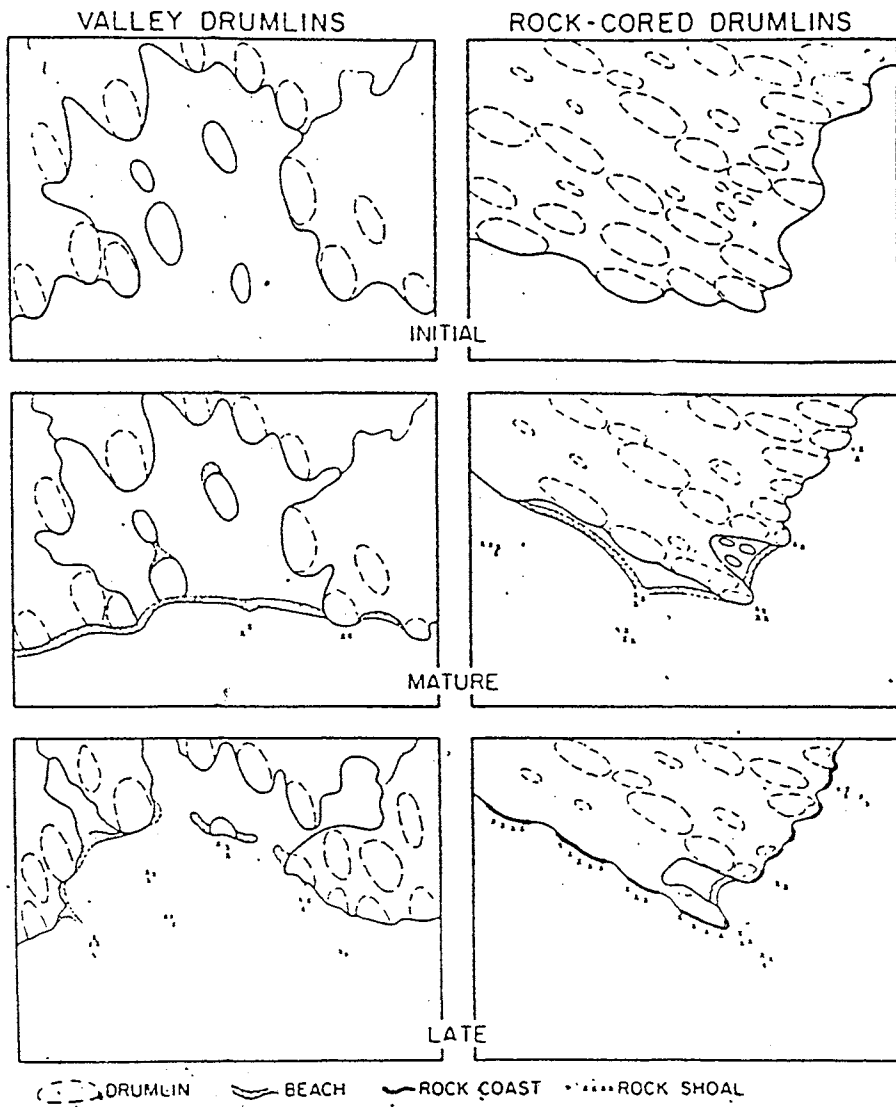 VALLEY DRUMLINS
ROCK-CORED DRUMLINS
INITIAL
MATURE
LATE
DRUMLIN BEACH ROCK COAST ROCK SHOAL